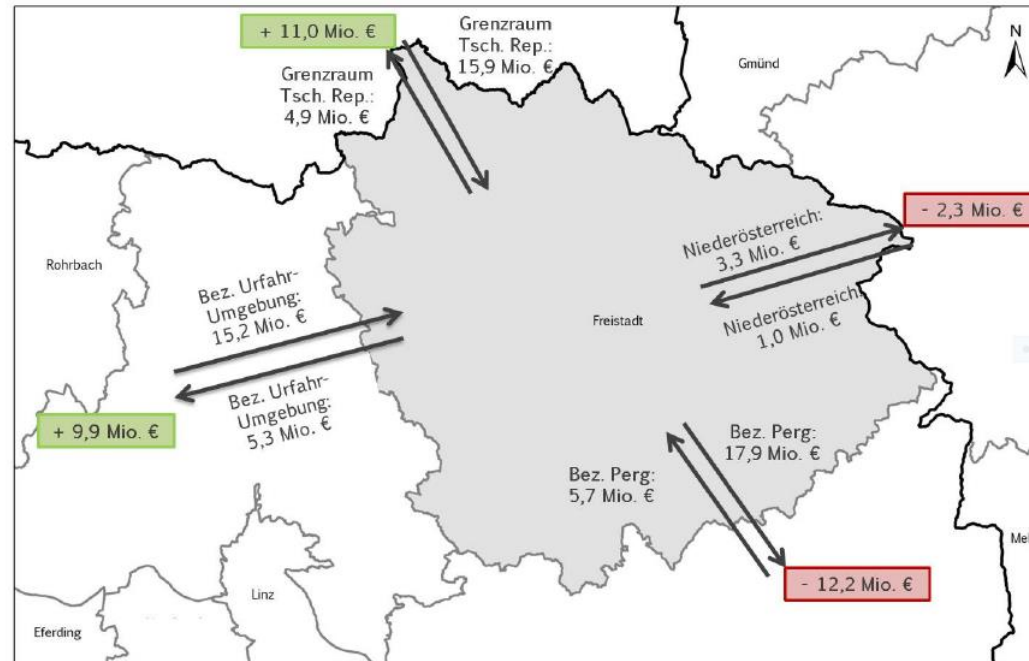 + 11,0 Mio. €
Grenzraum
Tsch. Rep.:
15,9 Mio. €
Grenzraum
Tsch. Rep.:
4,9 Mio. €
Gmünd
N
- 2,3 Mio. €
Niederösterreich:
3,3 Mio. €
Niederösterreich:
1,0 Mio. €
Rohrbach
Bez. Urfahr-
Umgebung:
15,2 Mio. €
Freistadt
Bez. Urfahr-
Umgebung:
5,3 Mio. €
+ 9,9 Mio. €
Bez. Perg:
17,9 Mio. €
Bez. Perg:
5,7 Mio. €
- 12,2 Mio. €
Linz
Eferding